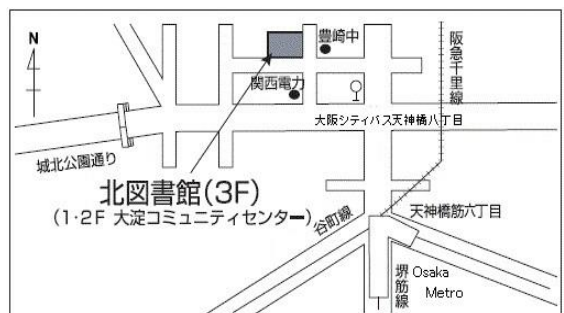 N
豊崎中
阪急千里線
関西電力
大阪シティバス天神橋八丁目
城北公園通り
北図書館(3F)
(1・2F 大淀コミュニティセンター)
谷町線
天神橋筋六丁目
堺筋線
Osaka
Metro